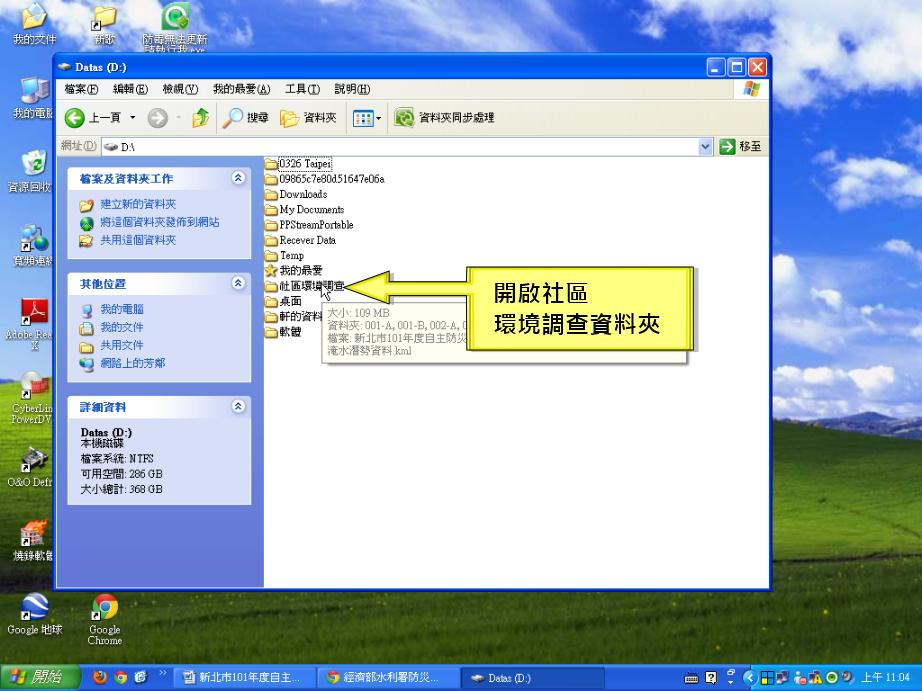 我的文件
新歌
防毒無法更新
請執行我.exe
我的電腦
資源回收
寬頻連線
Adobe Rea
X
CyberLin
PowerDV
O&O Defr
燒錄軟體
Google 地球
Google
Chrome
Datas (D:)
檔案(F) 編輯(E) 檢視(V) 我的最愛(A) 工具(T) 說明(H)
上一頁 搜尋 資料夾 資料夾同步處理
網址(D) D:\ 移至
檔案及資料夾工作
建立新的資料夾
將這個資料夾發佈到網站
共用這個資料夾
其他位置
我的電腦
我的文件
共用文件
網路上的芳鄰
詳細資料
Datas (D:)
本機磁碟
檔案系統: NTFS
可用空間: 286 GB
大小總計: 368 GB
0326 Taipei
09865c7e80d51647e06a
Downloads
My Documents
PPStreamPortable
Recever Data
Temp
我的最愛
社區環境調查
桌面
軒的資料
軟體
大小: 109 MB
資料夾: 001-A, 001-B, 002-A, 0
檔案: 新北市101年度自主防災
淹水潛勢資料.kml
開啟社區
環境調查資料夾
開始
新北市101年度自主...
經濟部水利署防災...
Datas (D:)
上午 11:04